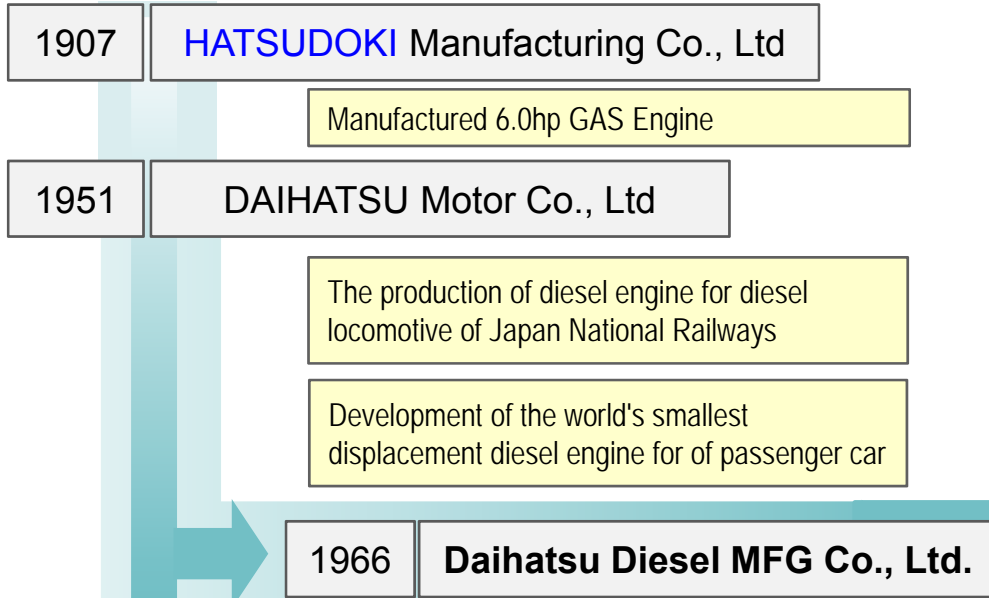 1907 HATSUDOKI Manufacturing Co., Ltd
Manufactured 6.0hp GAS Engine
1951 DAIHATSU Motor Co., Ltd
The production of diesel engine for diesel
locomotive of Japan National Railways
Development of the world's smallest
displacement diesel engine for of passenger car
1966 Daihatsu Diesel MFG Co., Ltd.